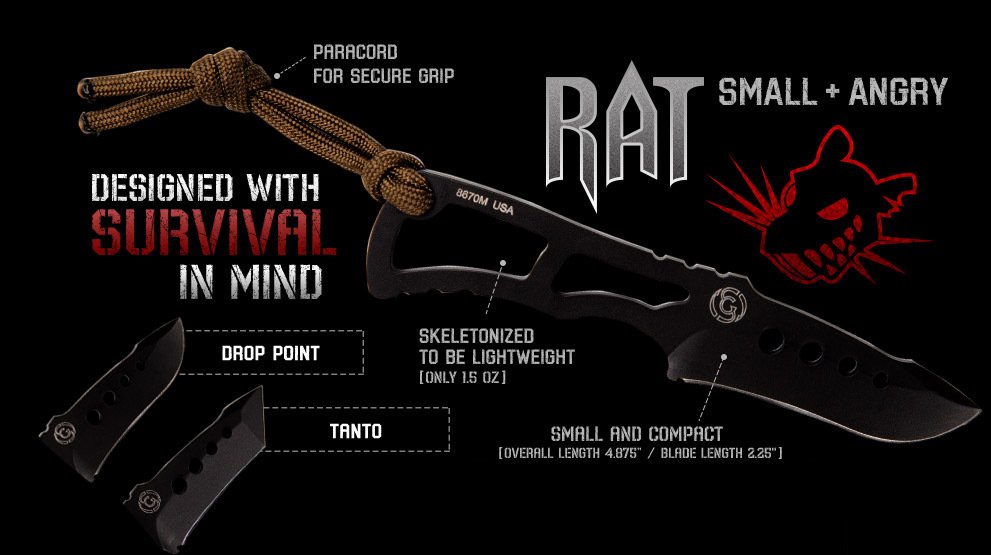 PARACORD
FOR SECURE GRIP
RAT
SMALL + ANGRY
DESIGNED WITH
SURVIVAL
IN MIND
8670M USA
SKELETONIZED
TO BE LIGHTWEIGHT
[ONLY 1.5 OZ]
DROP POINT
TANTO
SMALL AND COMPACT
[OVERALL LENGTH 4.875" / BLADE LENGTH 2.25"]